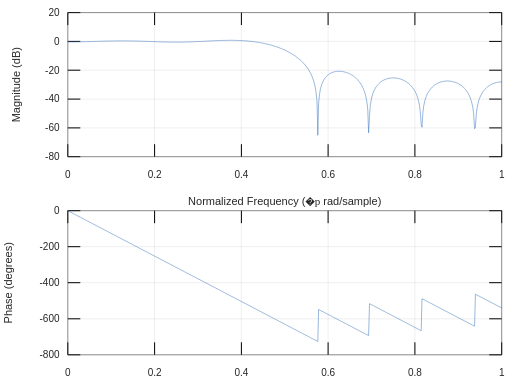 20
0
-20
-40
-60
-80
Magnitude (dB)
0 0.2 0.4 0.6 0.8 1
Normalized Frequency (�p rad/sample)
0
-200
-400
-600
-800
Phase (degrees)
0 0.2 0.4 0.6 0.8 1